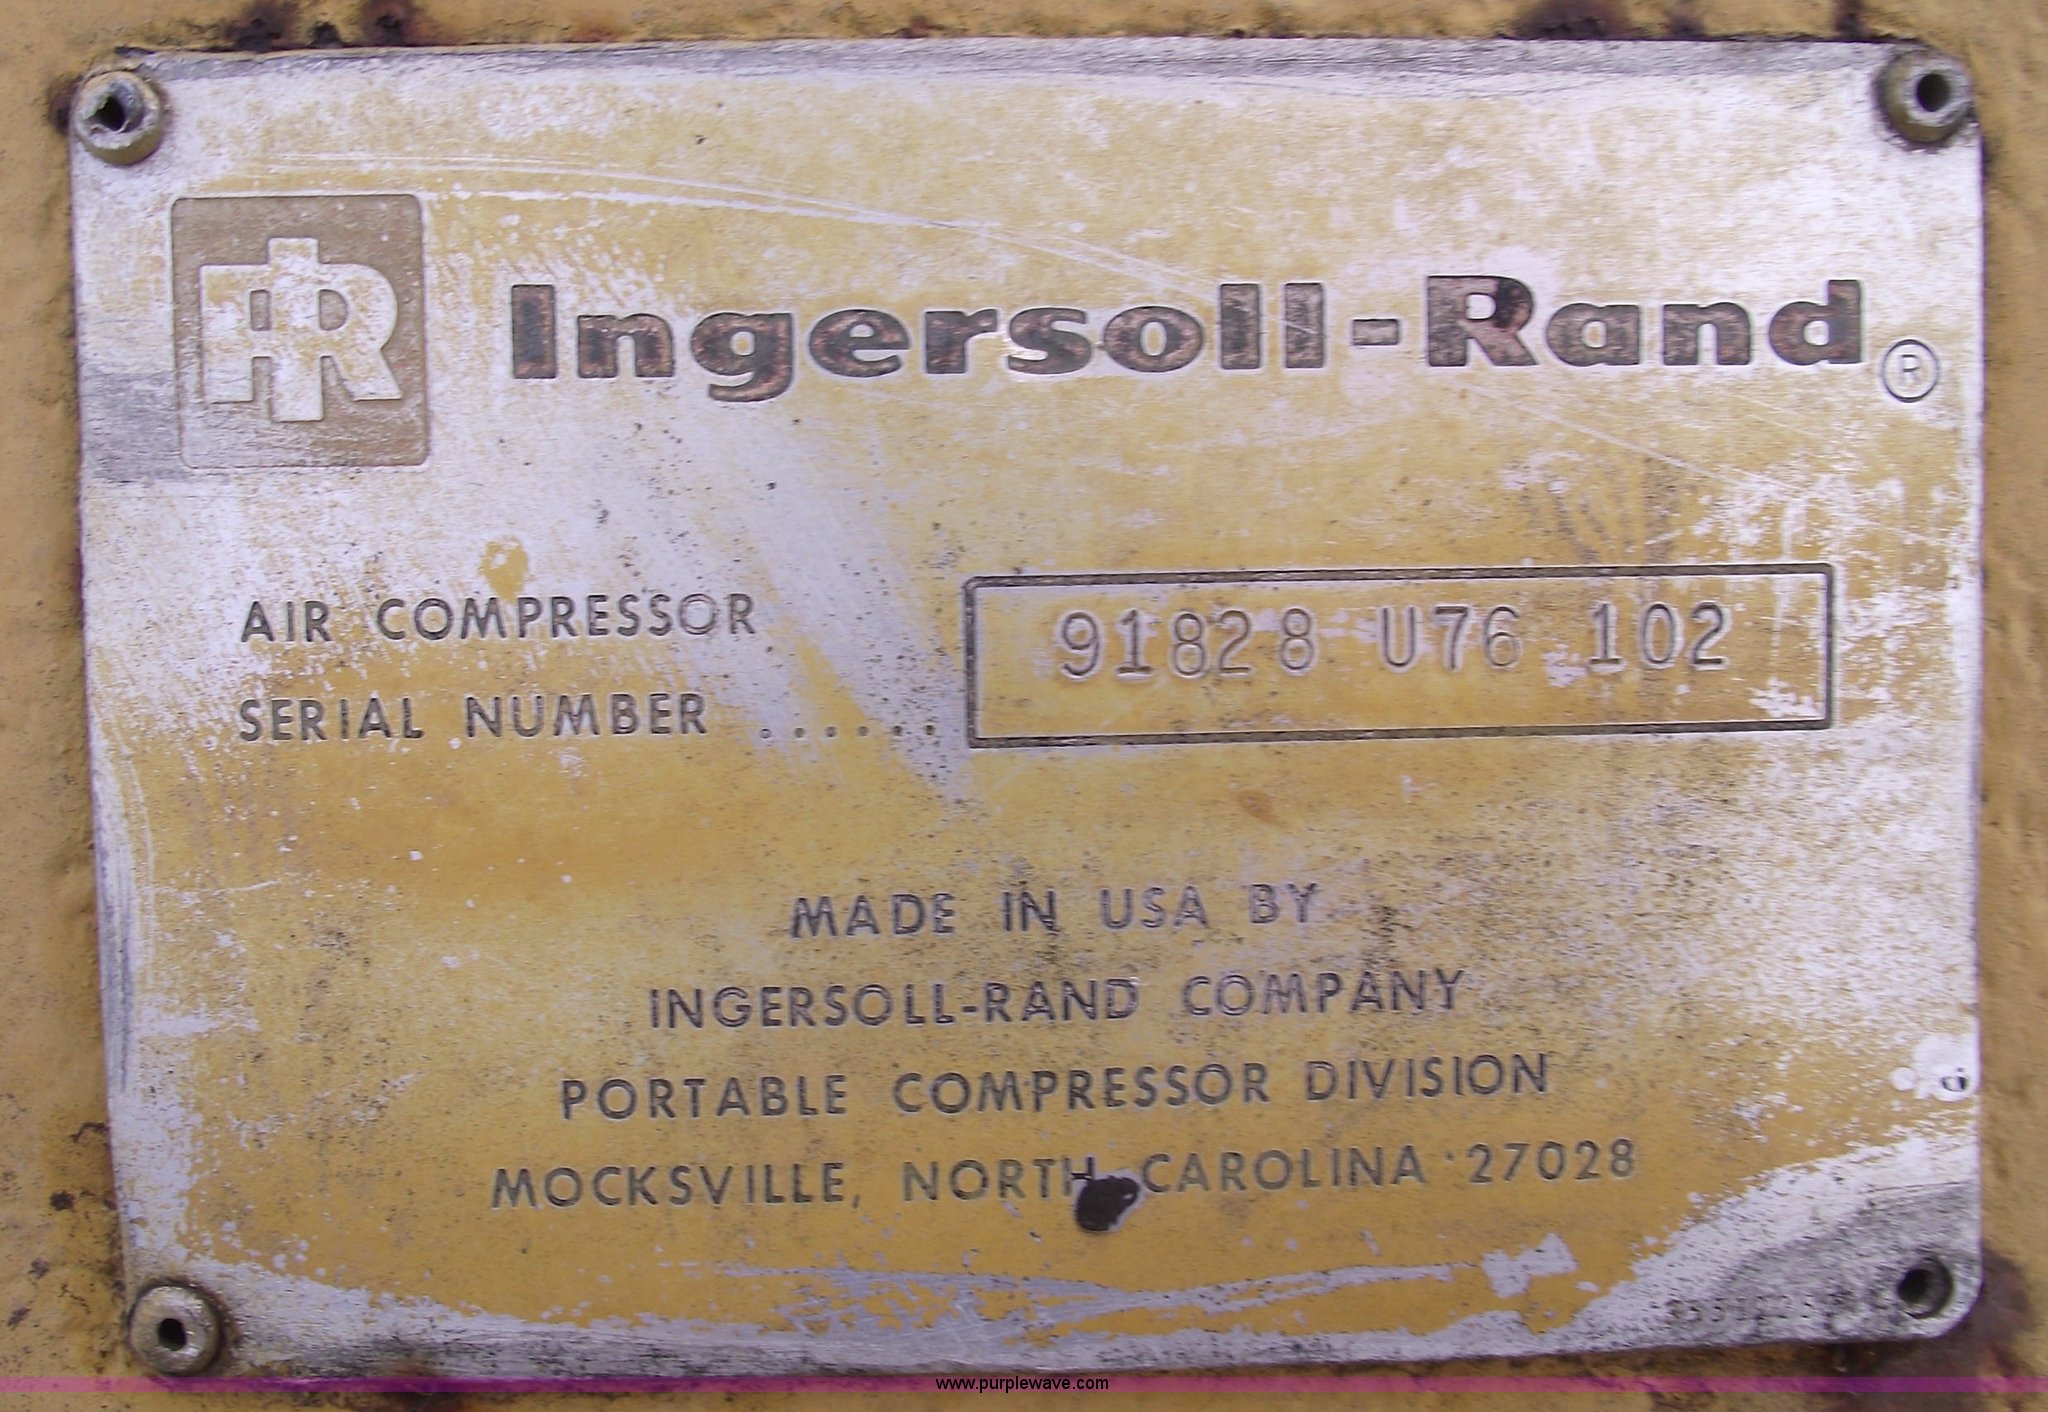 IR Ingersoll-Rand ®
AIR COMPRESSOR
SERIAL NUMBER ......
91828 U76 102
MADE IN USA BY
INGERSOLL-RAND COMPANY
PORTABLE COMPRESSOR DIVISION
MOCKSVILLE, NORTH CAROLINA 27028
www.purplewave.com